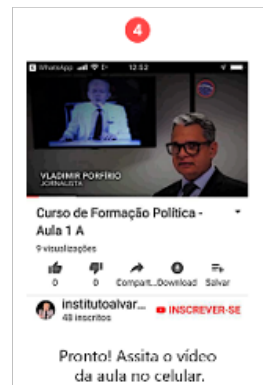 4
WhatsApp 12:52
VLADIMIR PORFÍRIO
JORNALISTA
Curso de Formação Política -
Aula 1 A
9 visualizações
0 0 Compart... Download Salvar
institutoalvar... INSCREVER-SE
48 inscritos
Pronto! Assita o vídeo
da aula no celular.